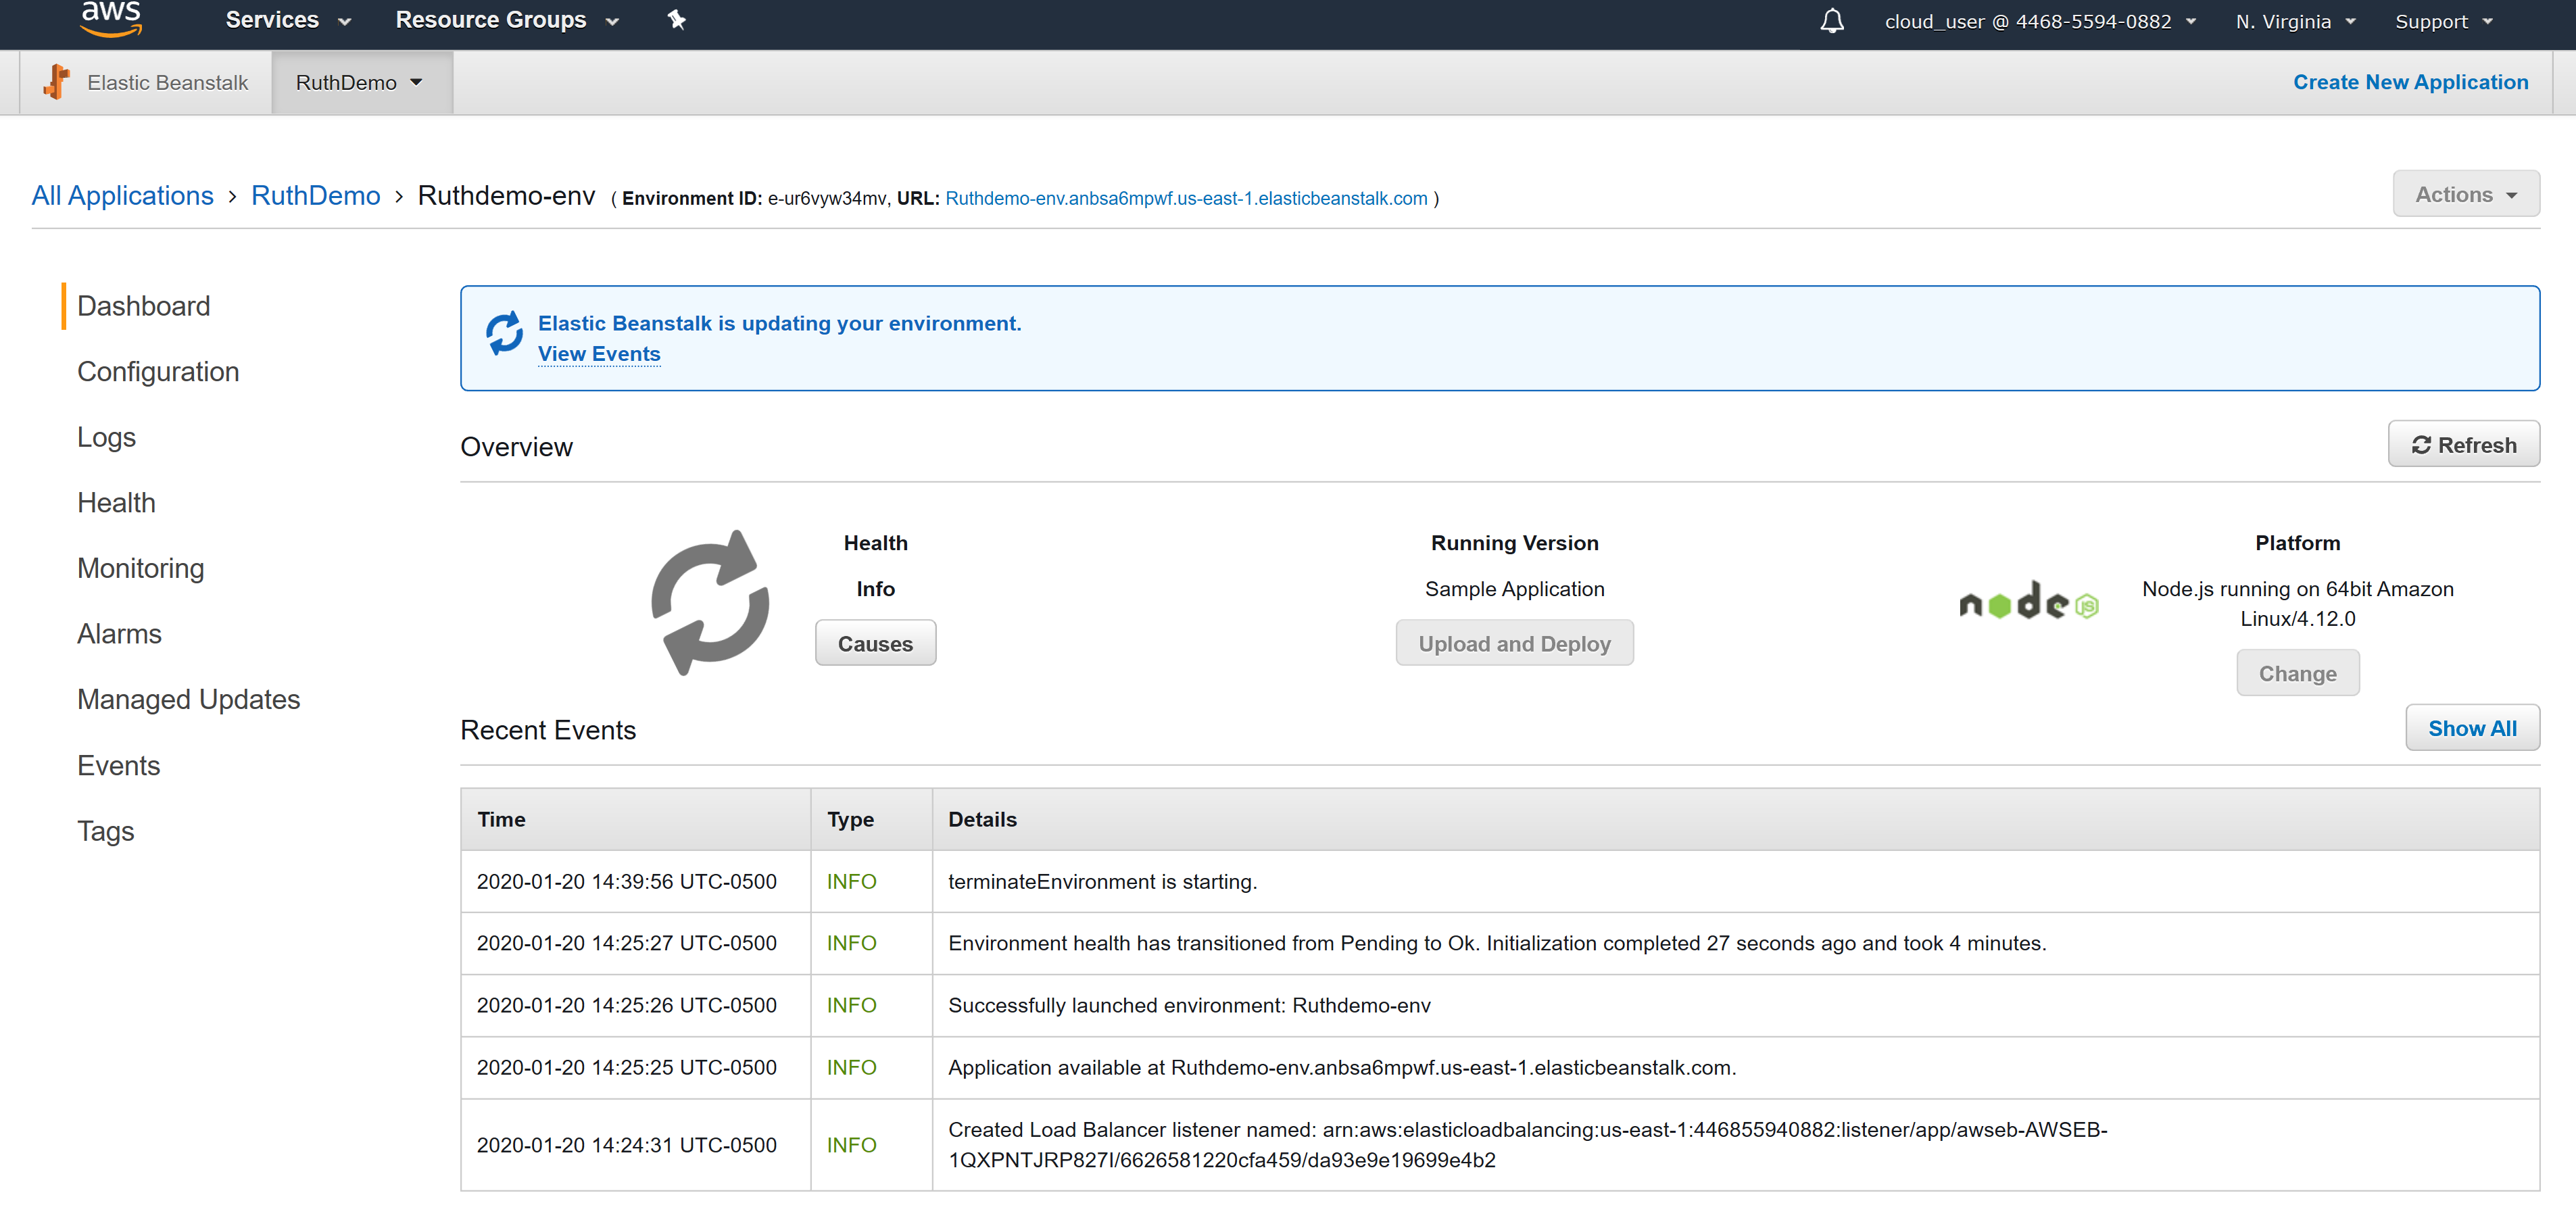 aws Services Resource Groups cloud_user @ 4468-5594-0882 N. Virginia Support
Elastic Beanstalk RuthDemo Create New Application
All Applications > RuthDemo > Ruthdemo-env ( Environment ID: e-ur6vyw34mv, URL: Ruthdemo-env.anbsa6mpwf.us-east-1.elasticbeanstalk.com ) Actions
Dashboard
Configuration
Logs
Health
Monitoring
Alarms
Managed Updates
Events
Tags
Elastic Beanstalk is updating your environment.
View Events
Overview Refresh
Health
Info
Causes
Running Version
Sample Application
Upload and Deploy
node JS
Platform
Node.js running on 64bit Amazon
Linux/4.12.0
Change
Recent Events Show All
Time Type Details
2020-01-20 14:39:56 UTC-0500 INFO terminateEnvironment is starting.
2020-01-20 14:25:27 UTC-0500 INFO Environment health has transitioned from Pending to Ok. Initialization completed 27 seconds ago and took 4 minutes.
2020-01-20 14:25:26 UTC-0500 INFO Successfully launched environment: Ruthdemo-env
2020-01-20 14:25:25 UTC-0500 INFO Application available at Ruthdemo-env.anbsa6mpwf.us-east-1.elasticbeanstalk.com.
2020-01-20 14:24:31 UTC-0500 INFO Created Load Balancer listener named: arn:aws:elasticloadbalancing:us-east-1:446855940882:listener/app/awseb-AWSEB-
1QXPNTJRP827I/6626581220cfa459/da93e9e19699e4b2